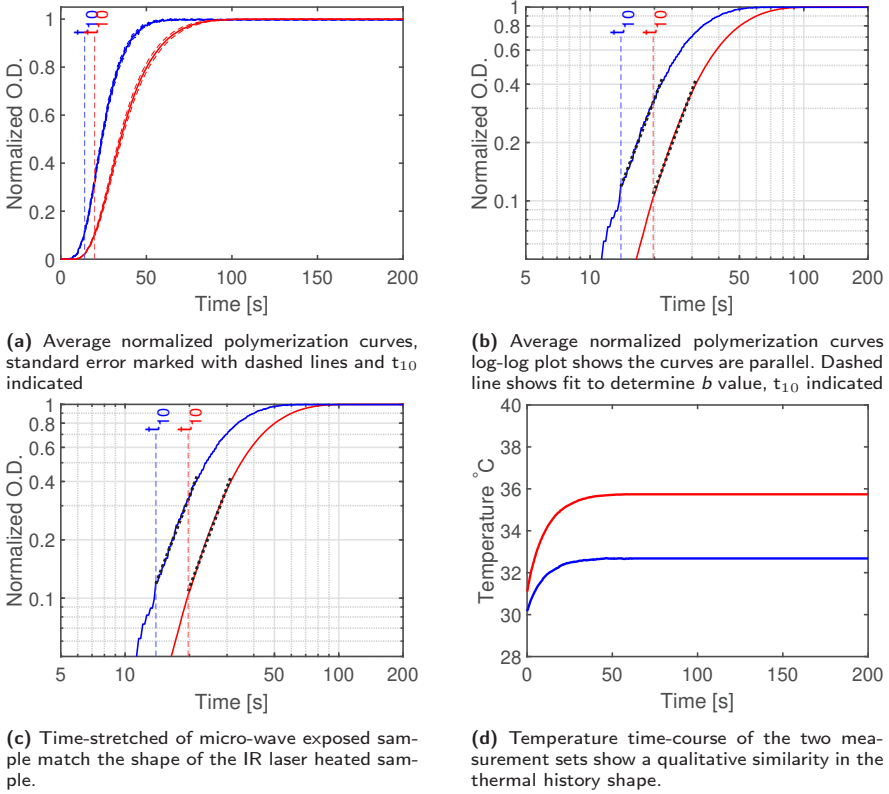 Normalized O.D.
1
0.8
0.6
0.4
0.2
0
t10
t10
0
50
100
150
200
Time [s]
(a) Average normalized polymerization curves,
standard error marked with dashed lines and t10
indicated
Normalized O.D.
1
0.8
0.6
0.4
0.2
0.1
t10
t10
5
10
20
50
100
200
Time [s]
(b) Average normalized polymerization curves
log-log plot shows the curves are parallel. Dashed
line shows fit to determine b value, t10 indicated
Normalized O.D.
1
0.8
0.6
0.4
0.2
0.1
t10
t10
5
10
20
50
100
200
Time [s]
(c) Time-stretched of micro-wave exposed sam-
ple match the shape of the IR laser heated sam-
ple.
Temperature °C
40
38
36
34
32
30
28
0
50
100
150
200
Time [s]
(d) Temperature time-course of the two mea-
surement sets show a qualitative similarity in the
thermal history shape.